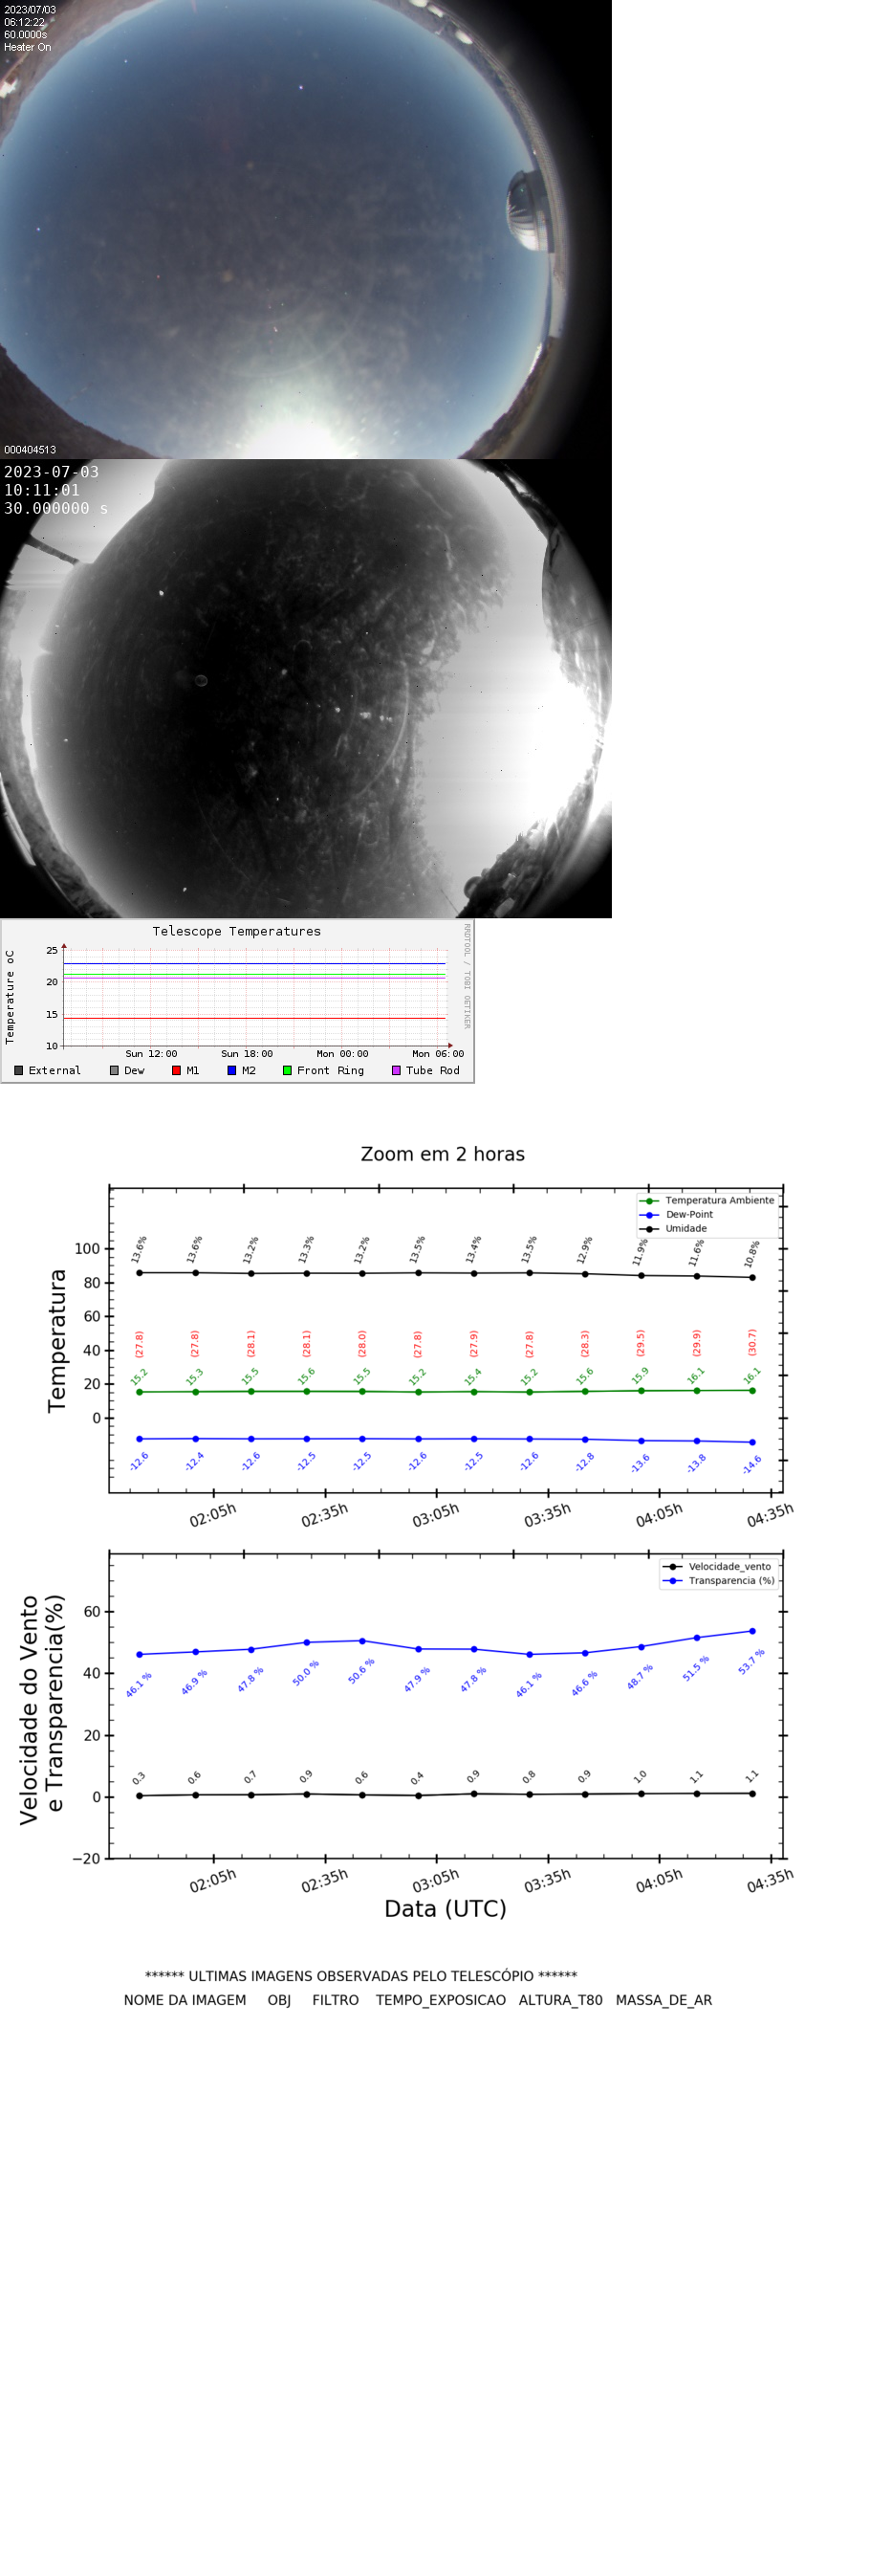 2023/07/03
06:12:22
60.0000s
Heater On
000404513
2023-07-03
10:11:01
30.000000 s
Telescope Temperatures
RRDTOOL / TOBI OETIKER
Temperature oC
25
20
15
10
Sun 12:00 Sun 18:00 Mon 00:00 Mon 06:00
External Dew M1 M2 Front Ring Tube Rod
Zoom em 2 horas
Temperatura Ambiente
Dew-Point
Umidade
Temperatura
100
80
60
40
20
0
13.6% 13.6% 13.2% 13.3% 13.2% 13.5% 13.4% 13.5% 12.9% 11.9% 11.6% 10.8%
(27.8) (27.8) (28.1) (28.1) (28.0) (27.8) (27.9) (27.8) (28.3) (29.5) (29.9) (30.7)
15.2 15.3 15.5 15.6 15.5 15.2 15.4 15.2 15.6 15.9 16.1 16.1
-12.6 -12.4 -12.6 -12.5 -12.5 -12.6 -12.5 -12.6 -12.8 -13.6 -13.8 -14.6
02:05h 02:35h 03:05h 03:35h 04:05h 04:35h
Velocidade_vento
Transparencia (%)
Velocidade do Vento
e Transparencia(%)
60
40
20
0
−20
46.1 % 46.9 % 47.8 % 50.0 % 50.6 % 47.9 % 47.8 % 46.1 % 46.6 % 48.7 % 51.5 % 53.7 %
0.3 0.6 0.7 0.9 0.6 0.4 0.9 0.8 0.9 1.0 1.1 1.1
02:05h 02:35h 03:05h 03:35h 04:05h 04:35h
Data (UTC)
****** ULTIMAS IMAGENS OBSERVADAS PELO TELESCÓPIO ******
NOME DA IMAGEM OBJ FILTRO TEMPO_EXPOSICAO ALTURA_T80 MASSA_DE_AR